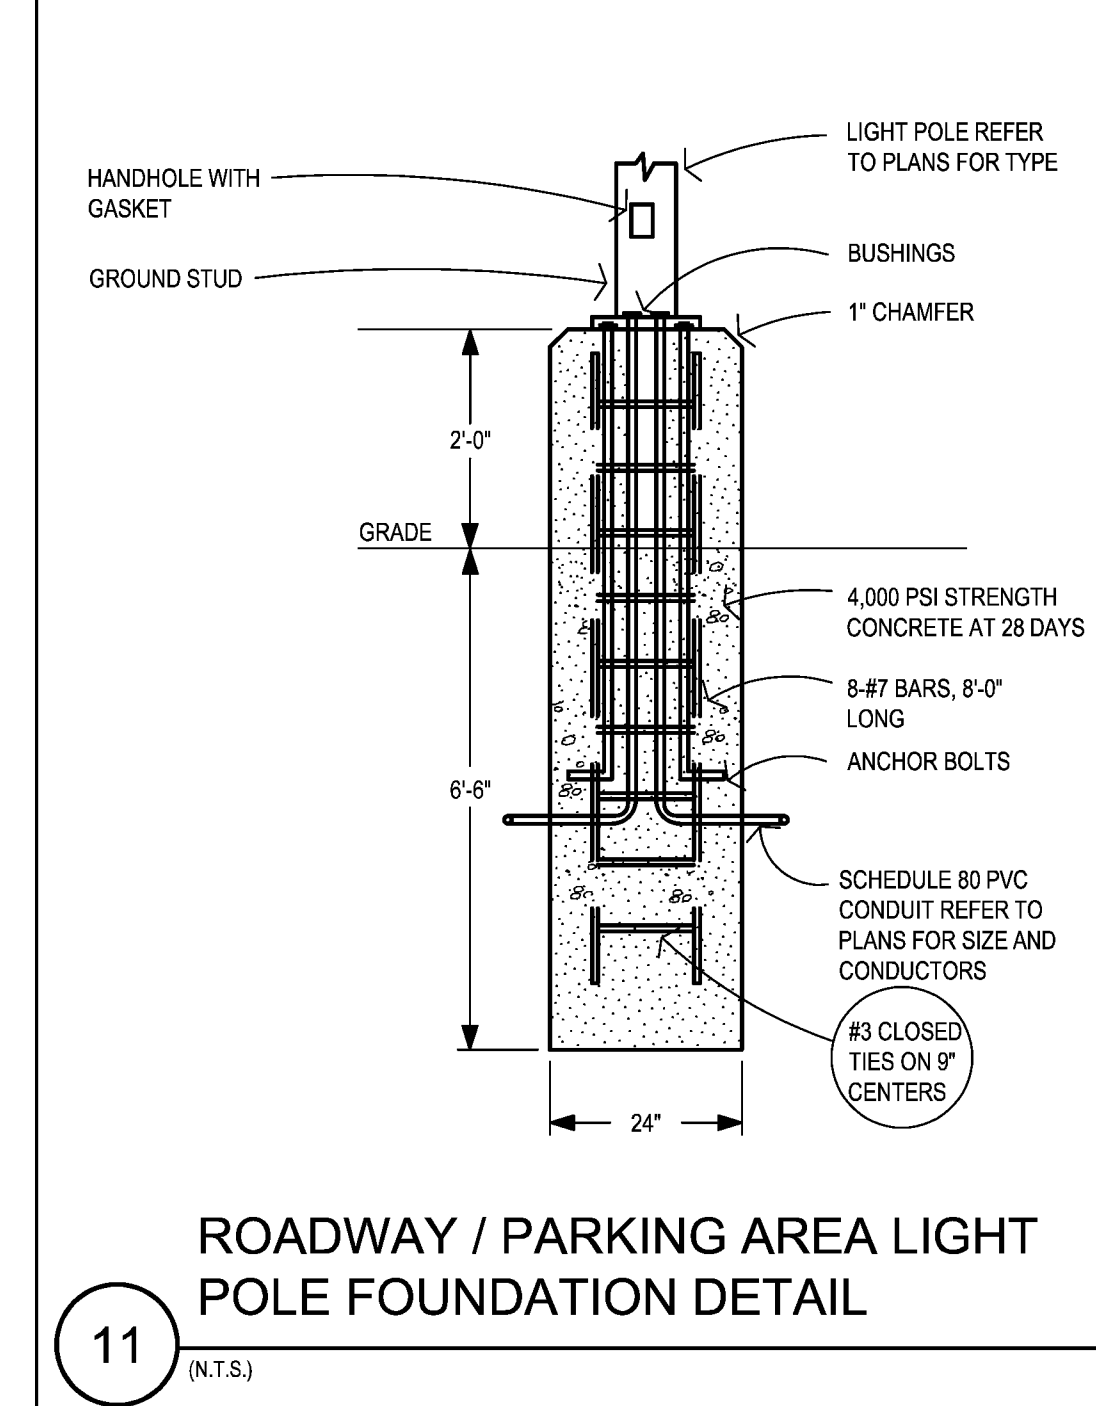 LIGHT POLE REFER
TO PLANS FOR TYPE
HANDHOLE WITH
GASKET
BUSHINGS
GROUND STUD
1" CHAMFER
2'-0"
GRADE
4,000 PSI STRENGTH
CONCRETE AT 28 DAYS
8-#7 BARS, 8'-0"
LONG
ANCHOR BOLTS
6'-6"
SCHEDULE 80 PVC
CONDUIT REFER TO
PLANS FOR SIZE AND
CONDUCTORS
#3 CLOSED
TIES ON 9"
CENTERS
24"
ROADWAY / PARKING AREA LIGHT
POLE FOUNDATION DETAIL
11
(N.T.S.)